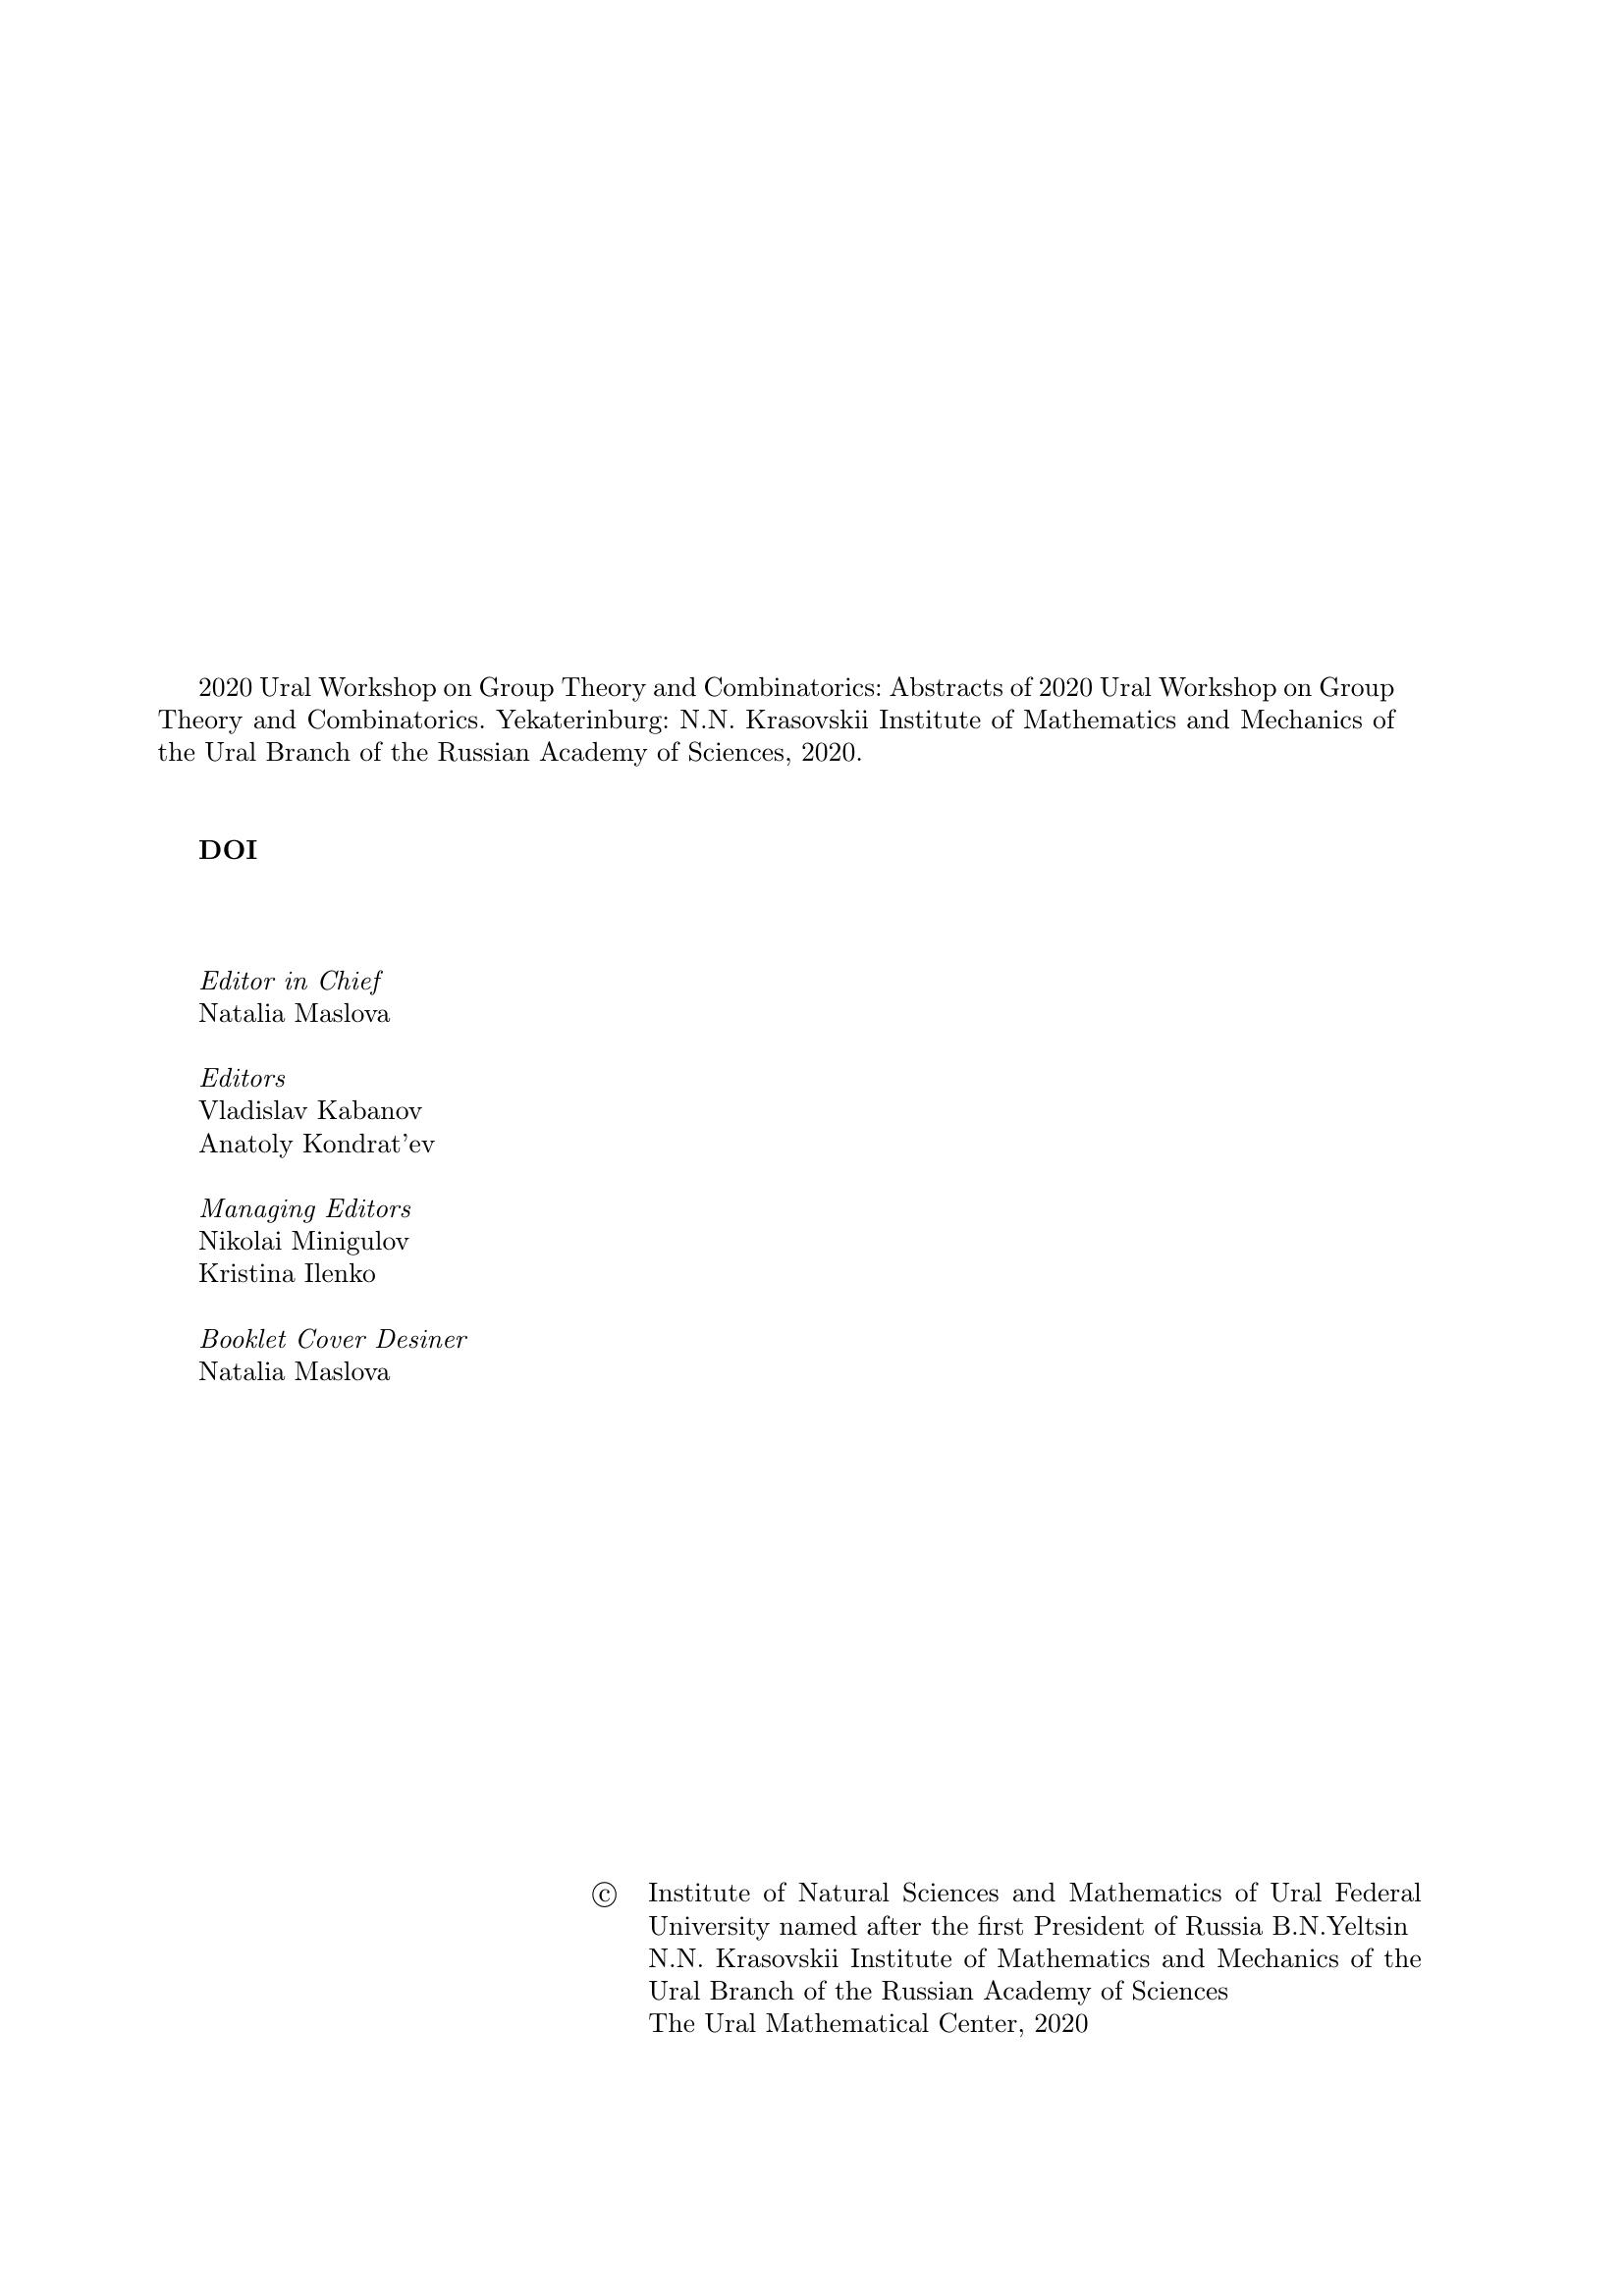 2020 Ural Workshop on Group Theory and Combinatorics: Abstracts of 2020 Ural Workshop on Group
Theory and Combinatorics. Yekaterinburg: N.N. Krasovskii Institute of Mathematics and Mechanics of
the Ural Branch of the Russian Academy of Sciences, 2020.
DOI
Editor in Chief
Natalia Maslova
Editors
Vladislav Kabanov
Anatoly Kondrat'ev
Managing Editors
Nikolai Minigulov
Kristina Ilenko
Booklet Cover Desiner
Natalia Maslova
© Institute of Natural Sciences and Mathematics of Ural Federal
University named after the first President of Russia B.N.Yeltsin
N.N. Krasovskii Institute of Mathematics and Mechanics of the
Ural Branch of the Russian Academy of Sciences
The Ural Mathematical Center, 2020